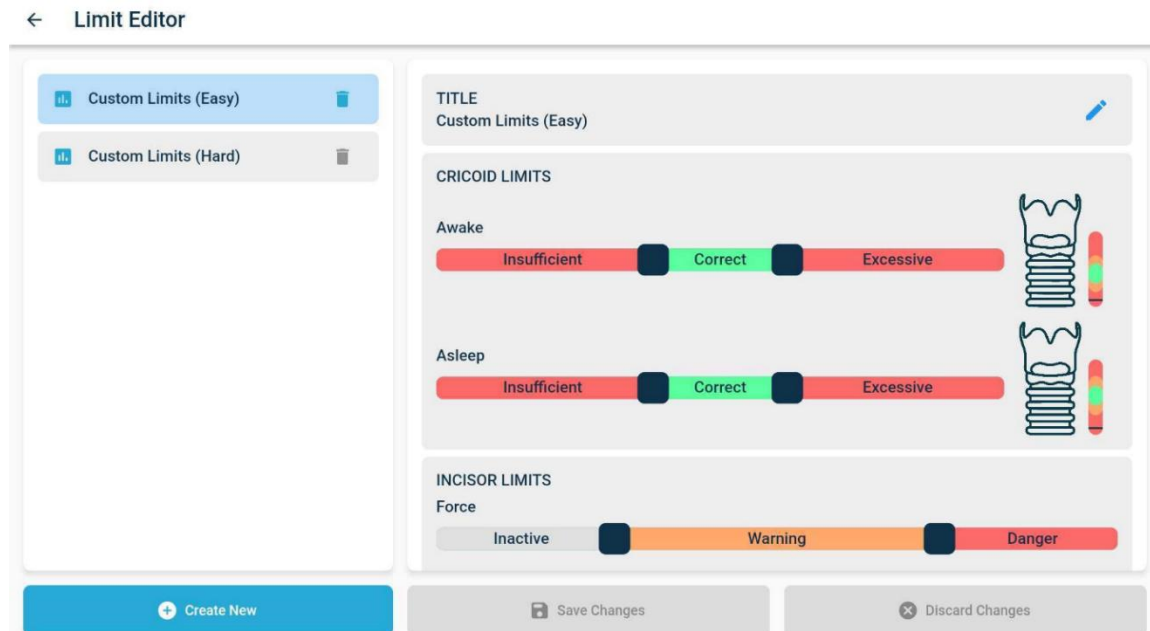 Limit Editor
Custom Limits (Easy)
Custom Limits (Hard)
TITLE
Custom Limits (Easy)
CRICOID LIMITS
Awake
Insufficient Correct Excessive
Asleep
Insufficient Correct Excessive
INCISOR LIMITS
Force
Inactive Warning Danger
Create New Save Changes Discard Changes